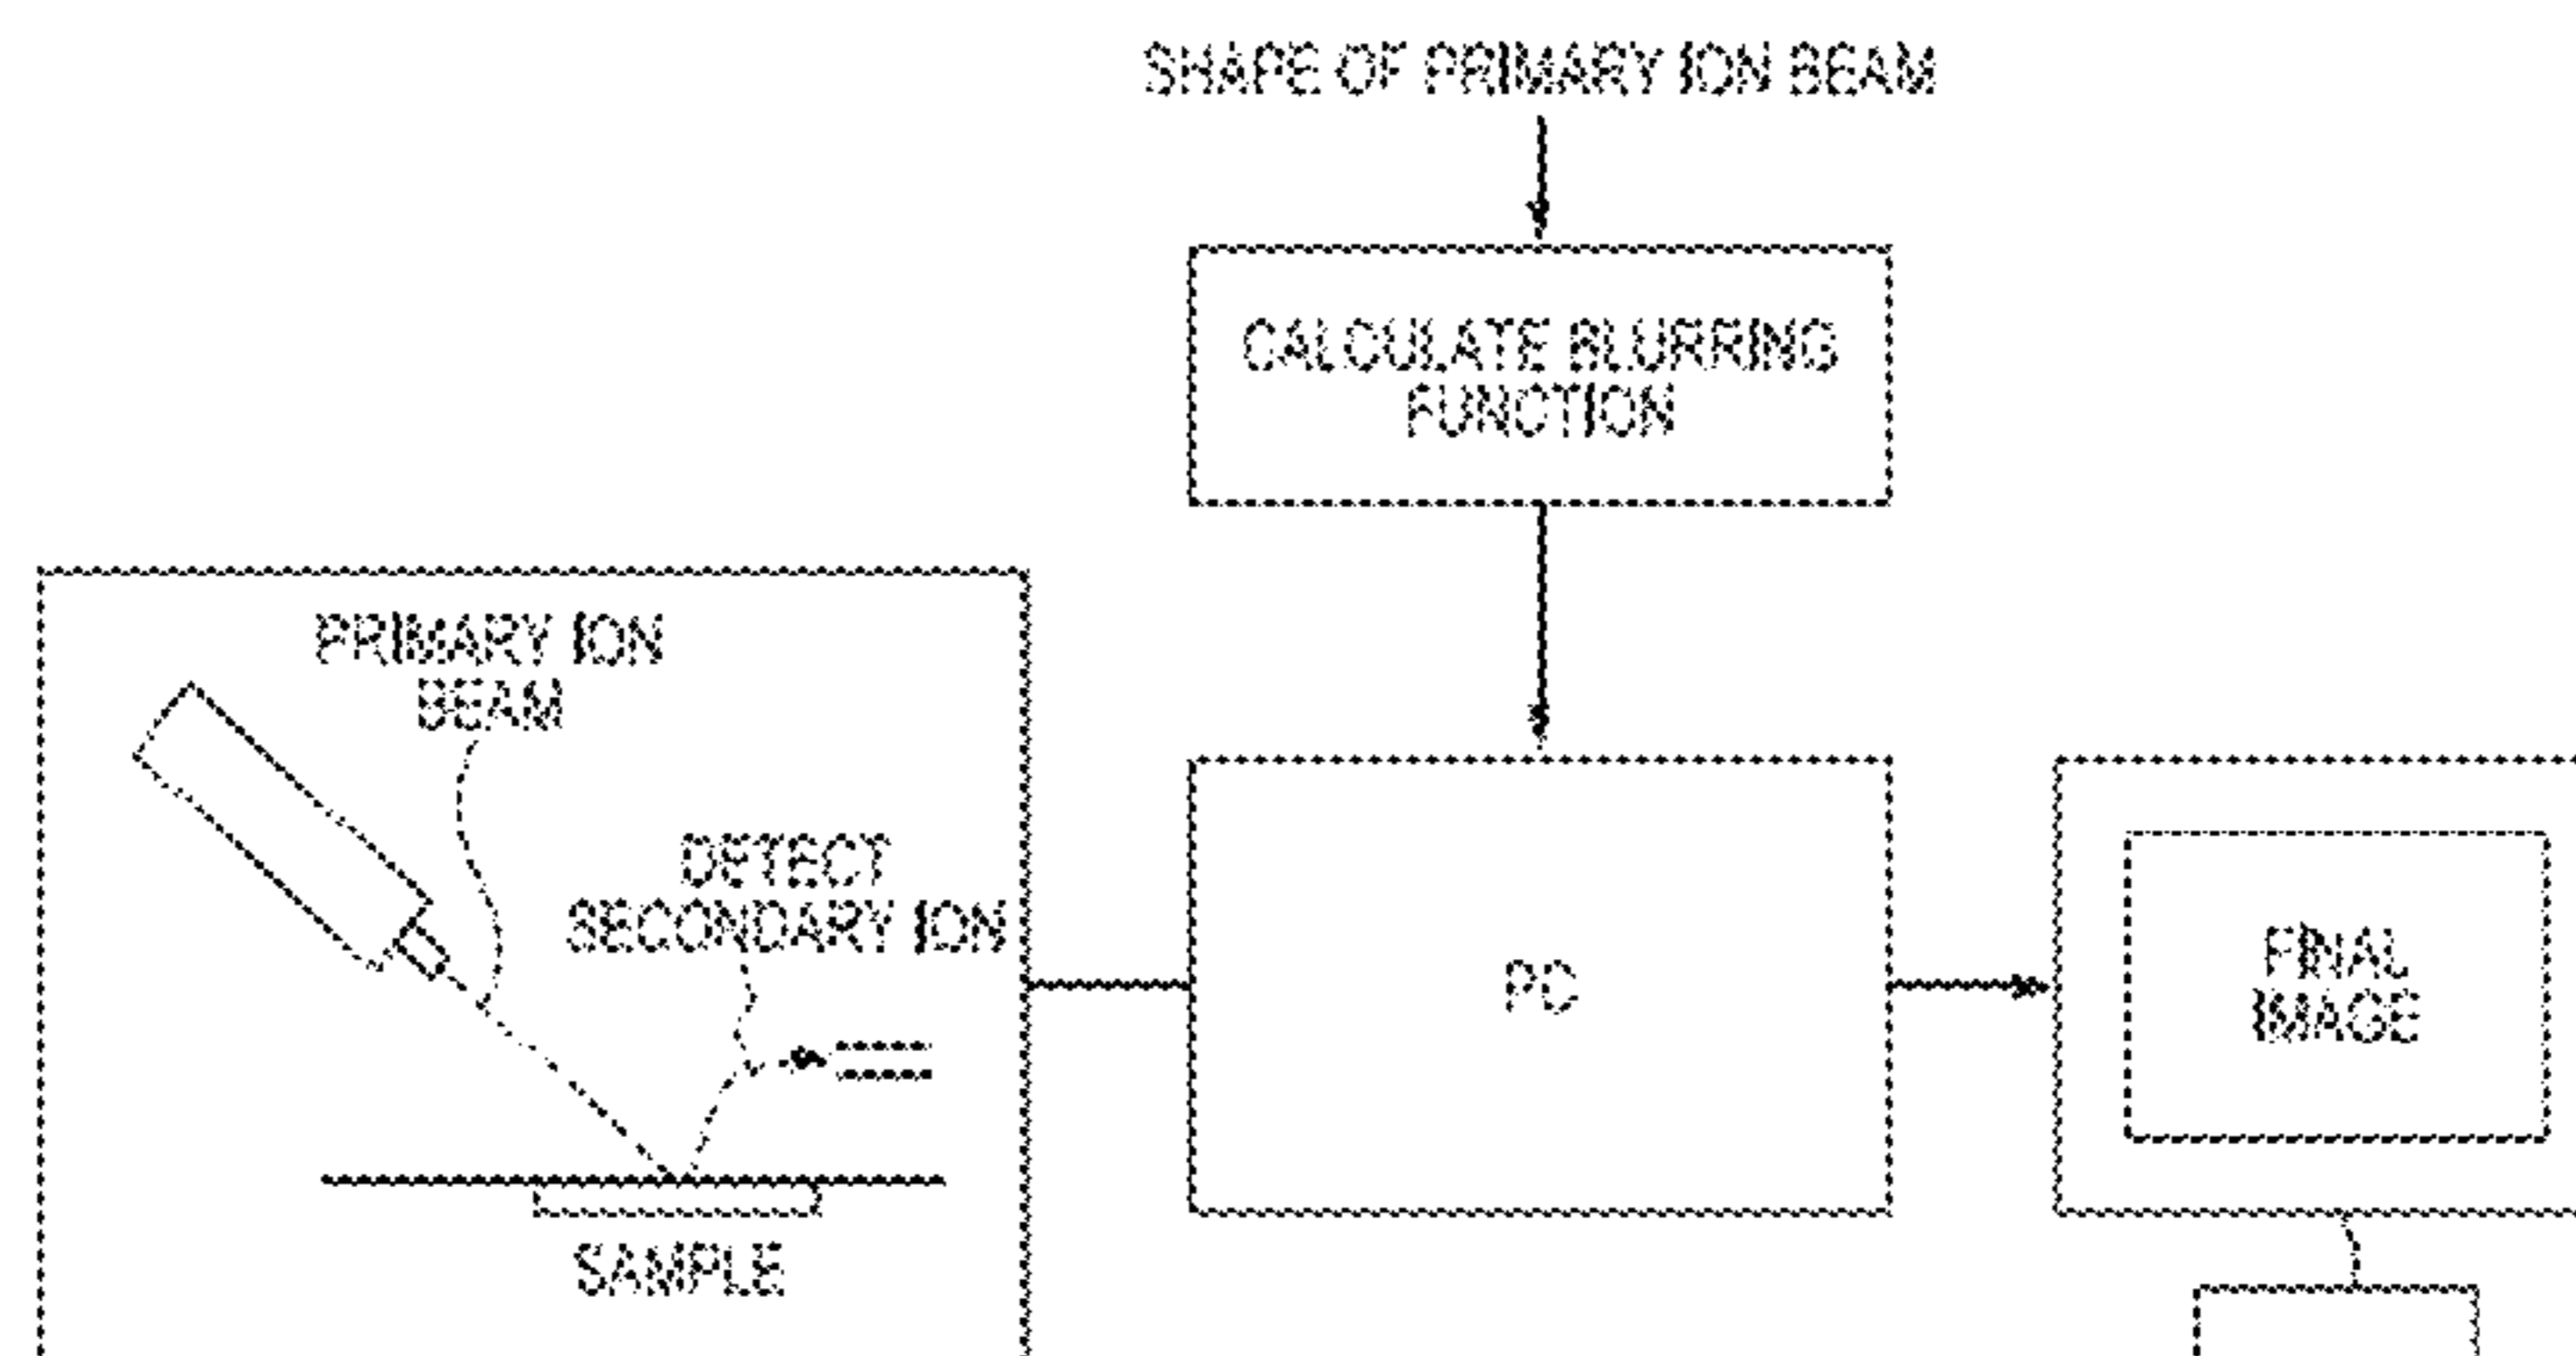 SHAPE OF PRIMARY ION BEAM
CALCULATE BLURRING
FUNCTION
PRIMARY ION
BEAM
DETECT
SECONDARY ION
SAMPLE
PC
FINAL
IMAGE